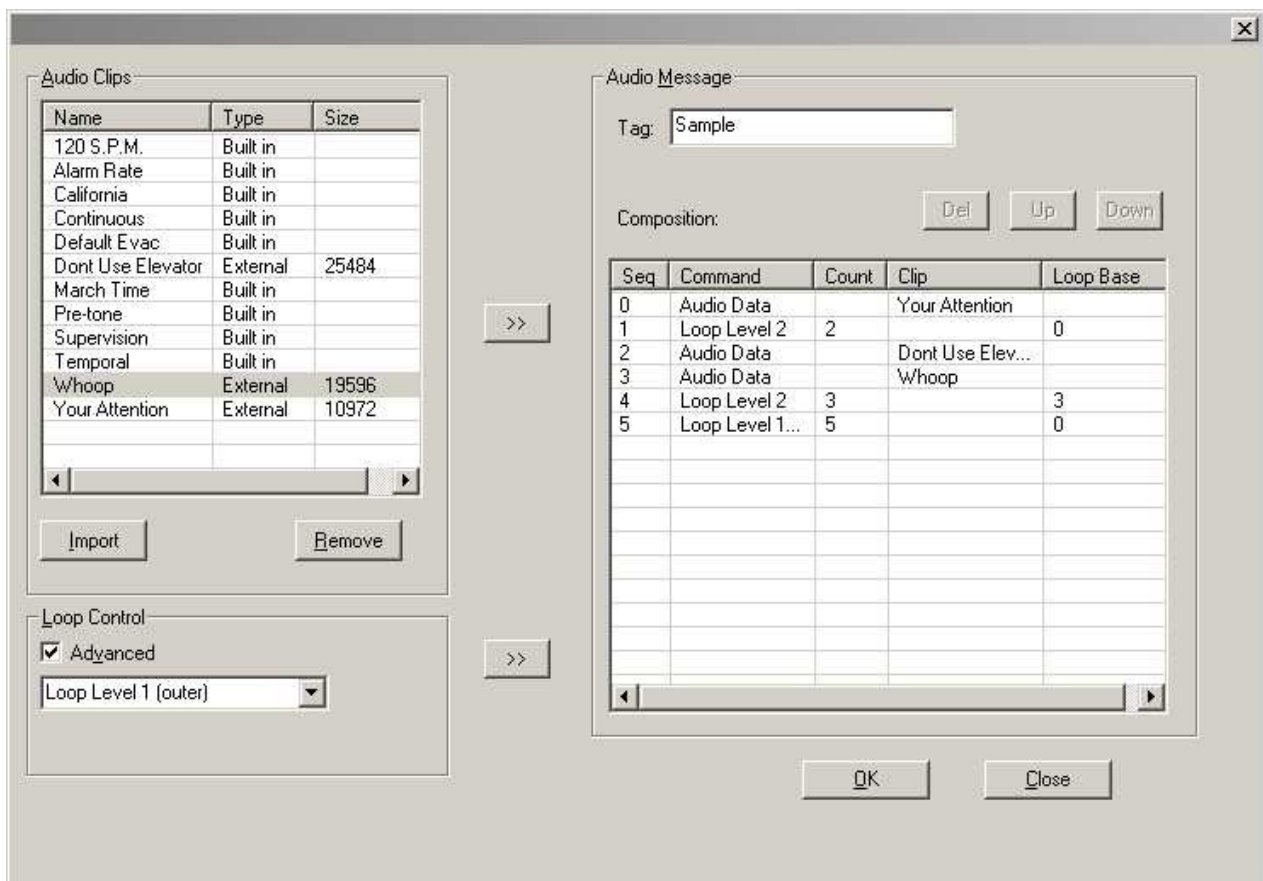 Audio Clips
Name Type Size
120 S.P.M. Built in
Alarm Rate Built in
California Built in
Continuous Built in
Default Evac Built in
Dont Use Elevator External 25484
March Time Built in
Pre-tone Built in
Supervision Built in
Temporal Built in
Whoop External 19596
Your Attention External 10972
Import Remove
Loop Control
Advanced
Loop Level 1 (outer)
>>
>>
Audio Message
Tag: Sample
Composition: Del Up Down
Seq Command Count Clip Loop Base
0 Audio Data Your Attention
1 Loop Level 2 2 0
2 Audio Data Dont Use Elev...
3 Audio Data Whoop
4 Loop Level 2 3 3
5 Loop Level 1... 5 0
OK Close